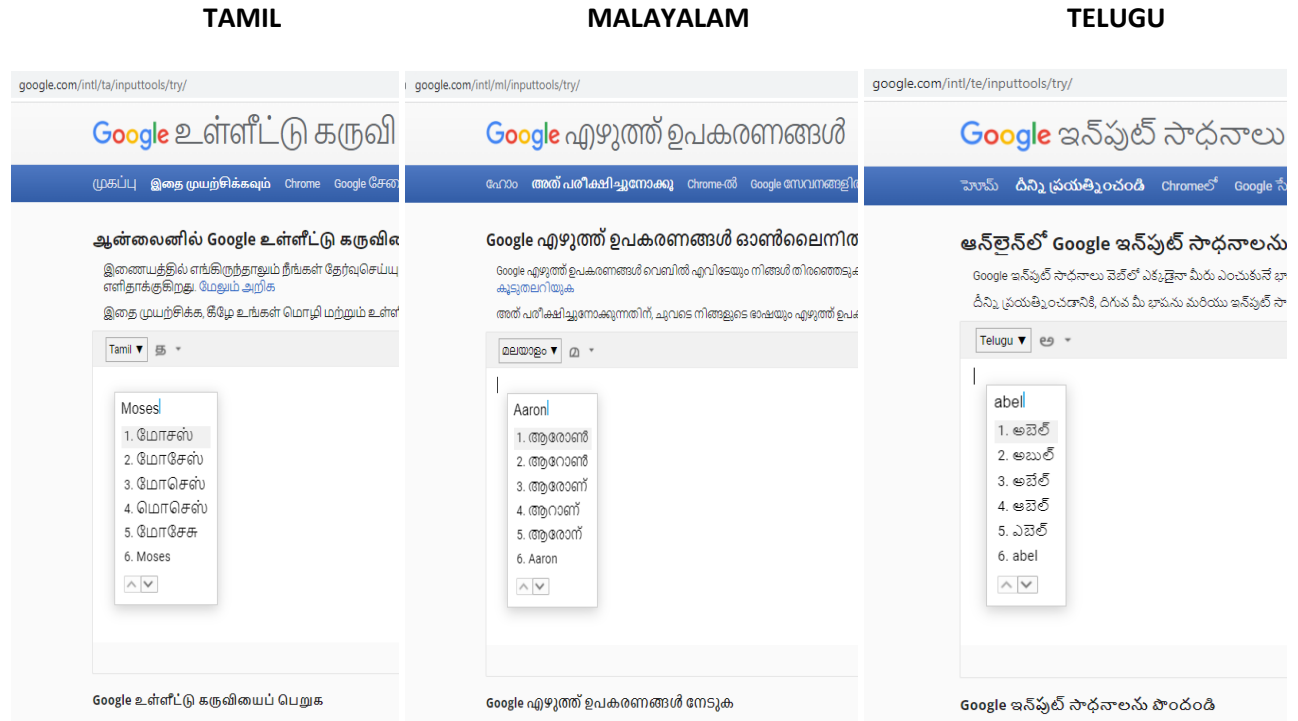 TAMIL
google.com/intl/ta/inputtools/try/
Google உள்ளீட்டு கருவி
முகப்பு இதை முயற்சிக்கவும் Chrome Google சேவை
ஆன்லைனில் Google உள்ளீட்டு கருவியை
இணையத்தில் எங்கிருந்தாலும் நீங்கள் தேர்வுசெய்யு
எளிதாக்குகிறது. மேலும் அறிக
இதை முயற்சிக்க, கீழே உங்கள் மொழி மற்றும் உள்ளீ
Tamil ▼ த
Moses
1. மோசஸ்
2. மோசேஸ்
3. மோசெஸ்
4. மொசெஸ்
5. மோசேசு
6. Moses
Google உள்ளீட்டு கருவியைப் பெறுக
MALAYALAM
google.com/intl/ml/inputtools/try/
Google എഴുത്ത് ഉപകരണങ്ങൾ
ഹോം അത് പരീക്ഷിച്ചുനോക്കൂ Chrome-ൽ Google സേവനങ്ങളിൽ
Google എഴുത്ത് ഉപകരണങ്ങൾ ഓൺലൈനിൽ
Google എഴുത്ത് ഉപകരണങ്ങൾ വെബിൽ എവിടേയും നിങ്ങൾ തിരഞ്ഞെടുക
കൂടുതലറിയുക
അത് പരീക്ഷിച്ചുനോക്കുന്നതിന്, ചുവടെ നിങ്ങളുടെ ഭാഷയും എഴുത്ത് ഉപക
മലയാളം ▼ മ
Aaron
1. ആരോൺ
2. ആറോൺ
3. ആരോണ്
4. ആറാണ്
5. ആരോന്
6. Aaron
Google എഴുത്ത് ഉപകരണങ്ങൾ നേടുക
TELUGU
google.com/intl/te/inputtools/try/
Google ఇన్‌పుట్ సాధనాలు
హోమ్ దీన్ని ప్రయత్నించండి Chromeలో Google సే
ఆన్‌లైన్‌లో Google ఇన్‌పుట్ సాధనాలను
Google ఇన్‌పుట్ సాధనాలు వెబ్‌లో ఎక్కడైనా మీరు ఎంచుకునే భా
దీన్ని ప్రయత్నించడానికి, దిగువ మీ భాషను మరియు ఇన్‌పుట్ సా
Telugu ▼ అ
abel
1. అబెల్
2. అబుల్
3. అబేల్
4. ఆబెల్
5. ఎబెల్
6. abel
Google ఇన్‌పుట్ సాధనాలను పొందండి